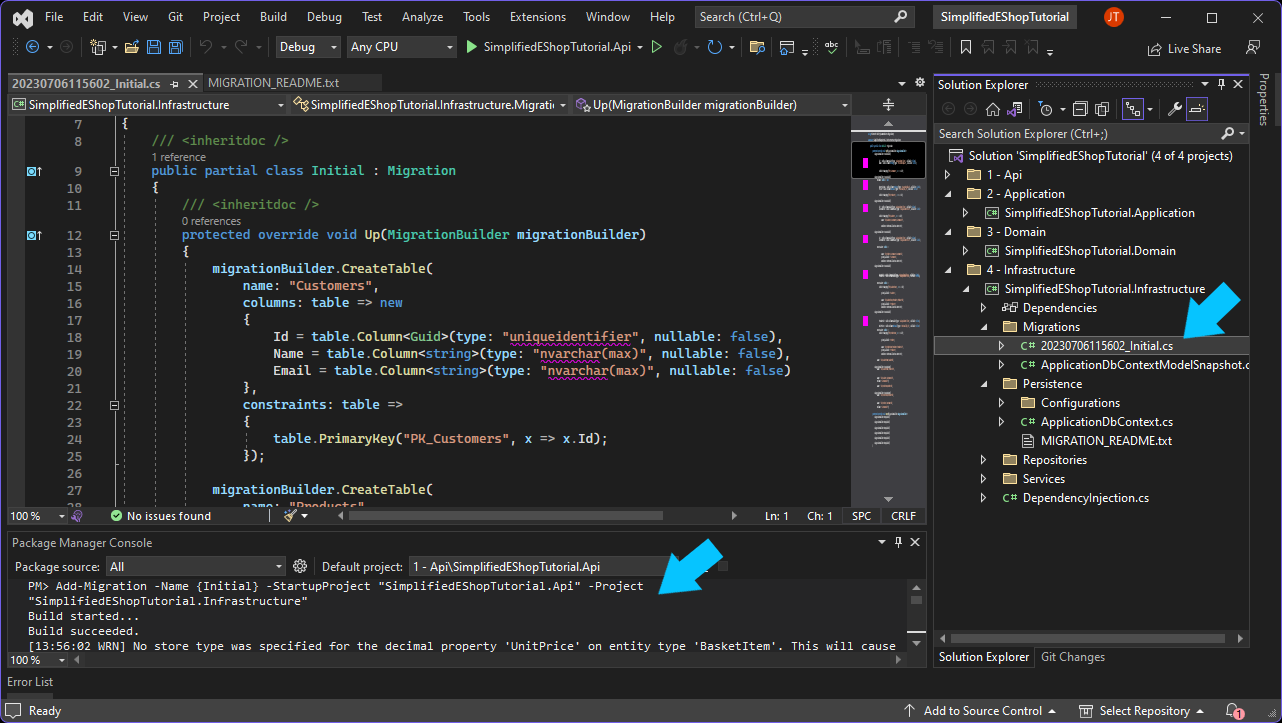 File Edit View Git Project Build Debug Test Analyze Tools Extensions Window Help Search (Ctrl+Q) SimplifiedEShopTutorial JT
Debug Any CPU SimplifiedEShopTutorial.Api Live Share
20230706115602_Initial.cs MIGRATION_README.txt
SimplifiedEShopTutorial.Infrastructure SimplifiedEShopTutorial.Infrastructure.Migratio Up(MigrationBuilder migrationBuilder)
7 {
8 /// <inheritdoc />
1 reference
9 public partial class Initial : Migration
10 {
11 /// <inheritdoc />
0 references
12 protected override void Up(MigrationBuilder migrationBuilder)
13 {
14 migrationBuilder.CreateTable(
15 name: "Customers",
16 columns: table => new
17 {
18 Id = table.Column<Guid>(type: "uniqueidentifier", nullable: false),
19 Name = table.Column<string>(type: "nvarchar(max)", nullable: false),
20 Email = table.Column<string>(type: "nvarchar(max)", nullable: false)
21 },
22 constraints: table =>
23 {
24 table.PrimaryKey("PK_Customers", x => x.Id);
25 });
26
27 migrationBuilder.CreateTable(
28 name: "Products"
100 % No issues found Ln: 1 Ch: 1 SPC CRLF
Package Manager Console
Package source: All Default project: 1 - Api\SimplifiedEShopTutorial.Api
PM> Add-Migration -Name {Initial} -StartupProject "SimplifiedEShopTutorial.Api" -Project
"SimplifiedEShopTutorial.Infrastructure"
Build started...
Build succeeded.
[13:56:02 WRN] No store type was specified for the decimal property 'UnitPrice' on entity type 'BasketItem'. This will cause
100 %
Error List
Solution Explorer
Search Solution Explorer (Ctrl+;)
Solution 'SimplifiedEShopTutorial' (4 of 4 projects)
1 - Api
2 - Application
SimplifiedEShopTutorial.Application
3 - Domain
SimplifiedEShopTutorial.Domain
4 - Infrastructure
SimplifiedEShopTutorial.Infrastructure
Dependencies
Migrations
C# 20230706115602_Initial.cs
C# ApplicationDbContextModelSnapshot.c
Persistence
Configurations
C# ApplicationDbContext.cs
MIGRATION_README.txt
Repositories
Services
C# DependencyInjection.cs
Solution Explorer Git Changes
Properties
Ready Add to Source Control Select Repository 1